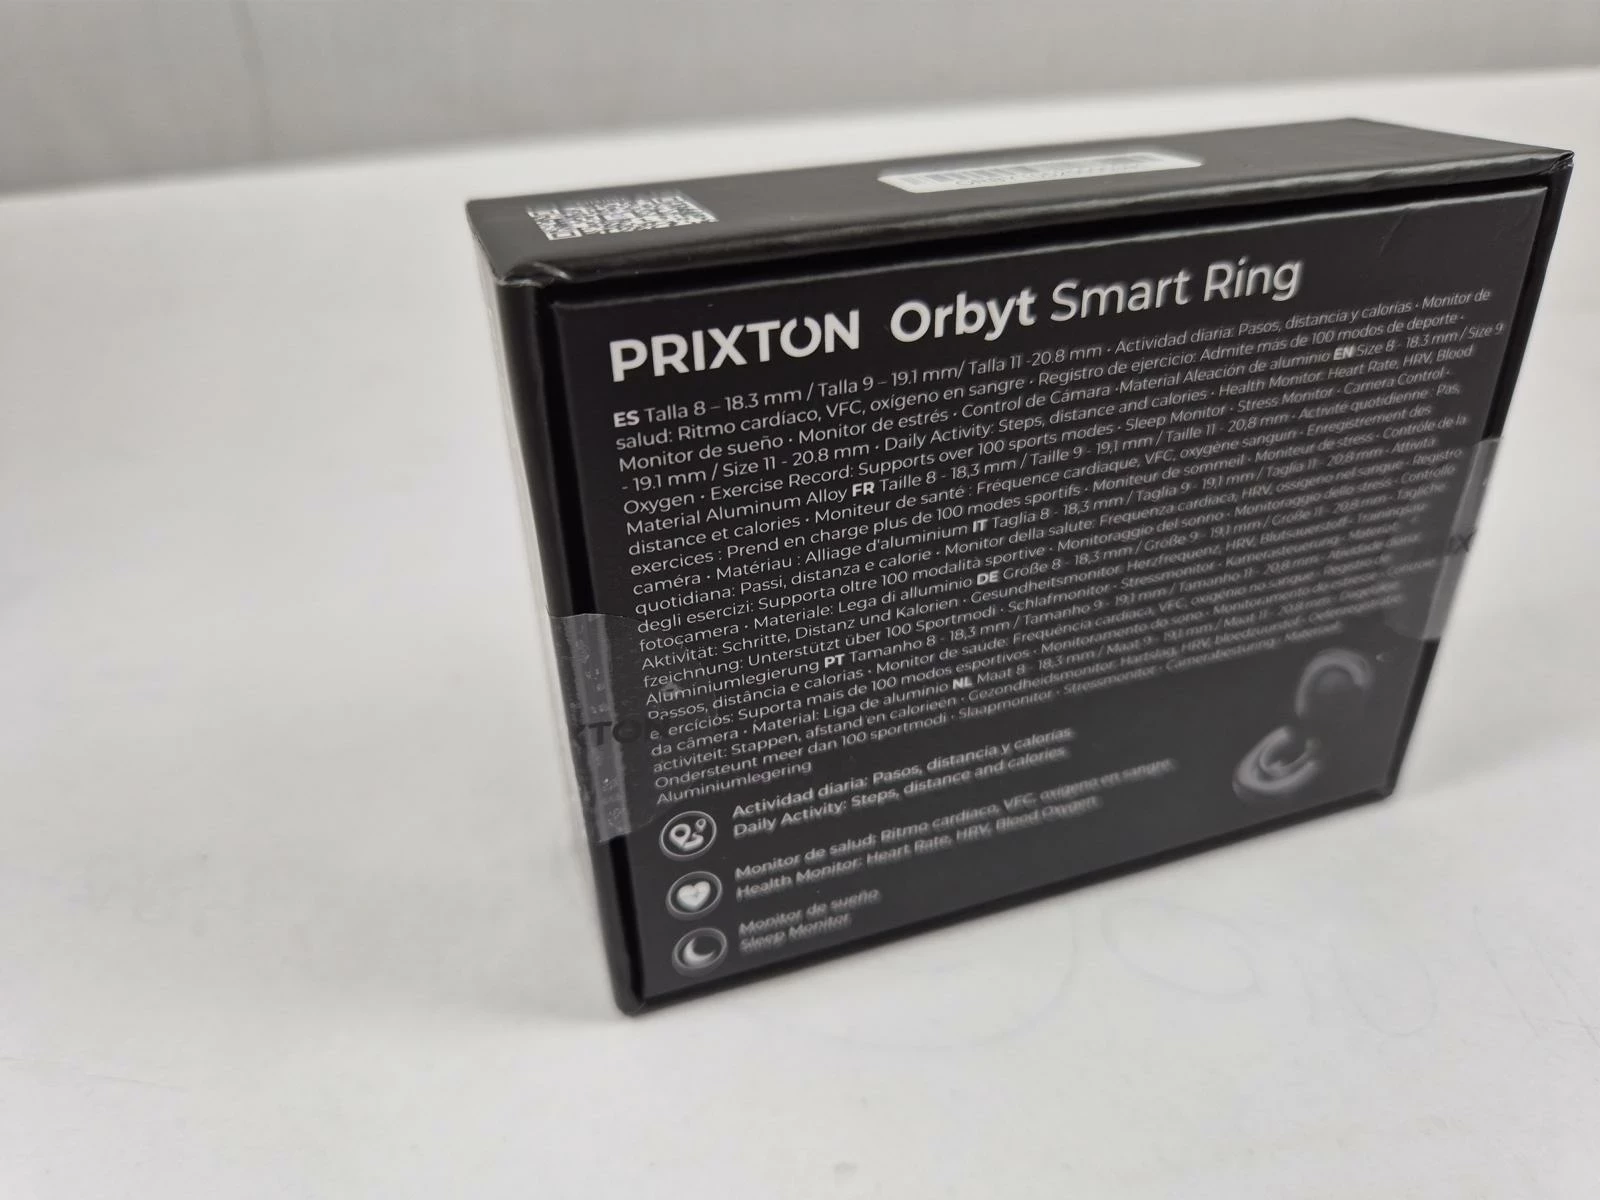 PRIXTON Orbyt Smart Ring
ES Talla 8 – 18.3 mm / Talla 9 – 19.1 mm/ Talla 11 -20.8 mm • Actividad diaria: Pasos, distancia y calorías • Monitor de
salud: Ritmo cardíaco, VFC, oxígeno en sangre • Registro de ejercicio: Admite más de 100 modos de deporte •
Monitor de sueño • Monitor de estrés • Control de Cámara •Material Aleación de aluminio EN Size 8 - 18.3 mm / Size 9
- 19.1 mm / Size 11 - 20.8 mm • Daily Activity: Steps, distance and calories • Health Monitor: Heart Rate, HRV, Blood
Oxygen • Exercise Record: Supports over 100 sports modes • Sleep Monitor • Stress Monitor • Camera Control •
Material Aluminum Alloy FR Taille 8 - 18,3 mm / Taille 9 - 19,1 mm / Taille 11 - 20,8 mm • Activité quotidienne : Pas,
distance et calories • Moniteur de santé : Fréquence cardiaque, VFC, oxygène sanguin • Enregistrement des
exercices : Prend en charge plus de 100 modes sportifs • Moniteur de sommeil • Moniteur de stress • Contrôle de la
caméra • Matériau : Alliage d'aluminium IT Taglia 8 - 18,3 mm / Taglia 9 - 19,1 mm / Taglia 11 - 20,8 mm • Attività
quotidiana: Passi, distanza e calorie • Monitor della salute: Frequenza cardiaca, HRV, ossigeno nel sangue • Registro
degli esercizi: Supporta oltre 100 modalità sportive • Monitoraggio del sonno • Monitoraggio dello stress • Controllo
fotocamera • Materiale: Lega di alluminio DE Größe 8 - 18,3 mm / Größe 9 - 19,1 mm / Größe 11 - 20,8 mm • Tägliche
Aktivität: Schritte, Distanz und Kalorien • Gesundheitsmonitor: Herzfrequenz, HRV, Blutsauerstoff • Trainingsau-
fzeichnung: Unterstützt über 100 Sportmodi • Schlafmonitor • Stressmonitor • Kamerasteuerung • Material:
Aluminiumlegierung PT Tamanho 8 - 18,3 mm / Tamanho 9 - 19,1 mm / Tamanho 11 - 20,8 mm • Atividade diária:
Passos, distância e calorias • Monitor de saúde: Frequência cardíaca, VFC, oxigénio no sangue • Registro de
exercícios: Suporta mais de 100 modos esportivos • Monitoramento do sono • Monitoramento de estresse • Controle
da câmera • Material: Liga de alumínio NL Maat 8 - 18,3 mm / Maat 9 - 19,1 mm / Maat 11 - 20,8 mm • Dagelijkse
activiteit: Stappen, afstand en calorieën • Gezondheidsmonitor: Hartslag, HRV, bloedzuurstof •
Ondersteunt meer dan 100 sportmodi • Slaapmonitor • Stressmonitor • Camerabesturing • Materiaal:
Aluminiumlegering
XTON
Actividad diaria: Pasos, distancia y calorías
Daily Activity: Steps, distance and calories
Monitor de salud: Ritmo cardíaco, VFC, oxígeno en sangre
Health Monitor: Heart Rate, HRV, Blood Oxygen
Monitor de sueño
Sleep Monitor